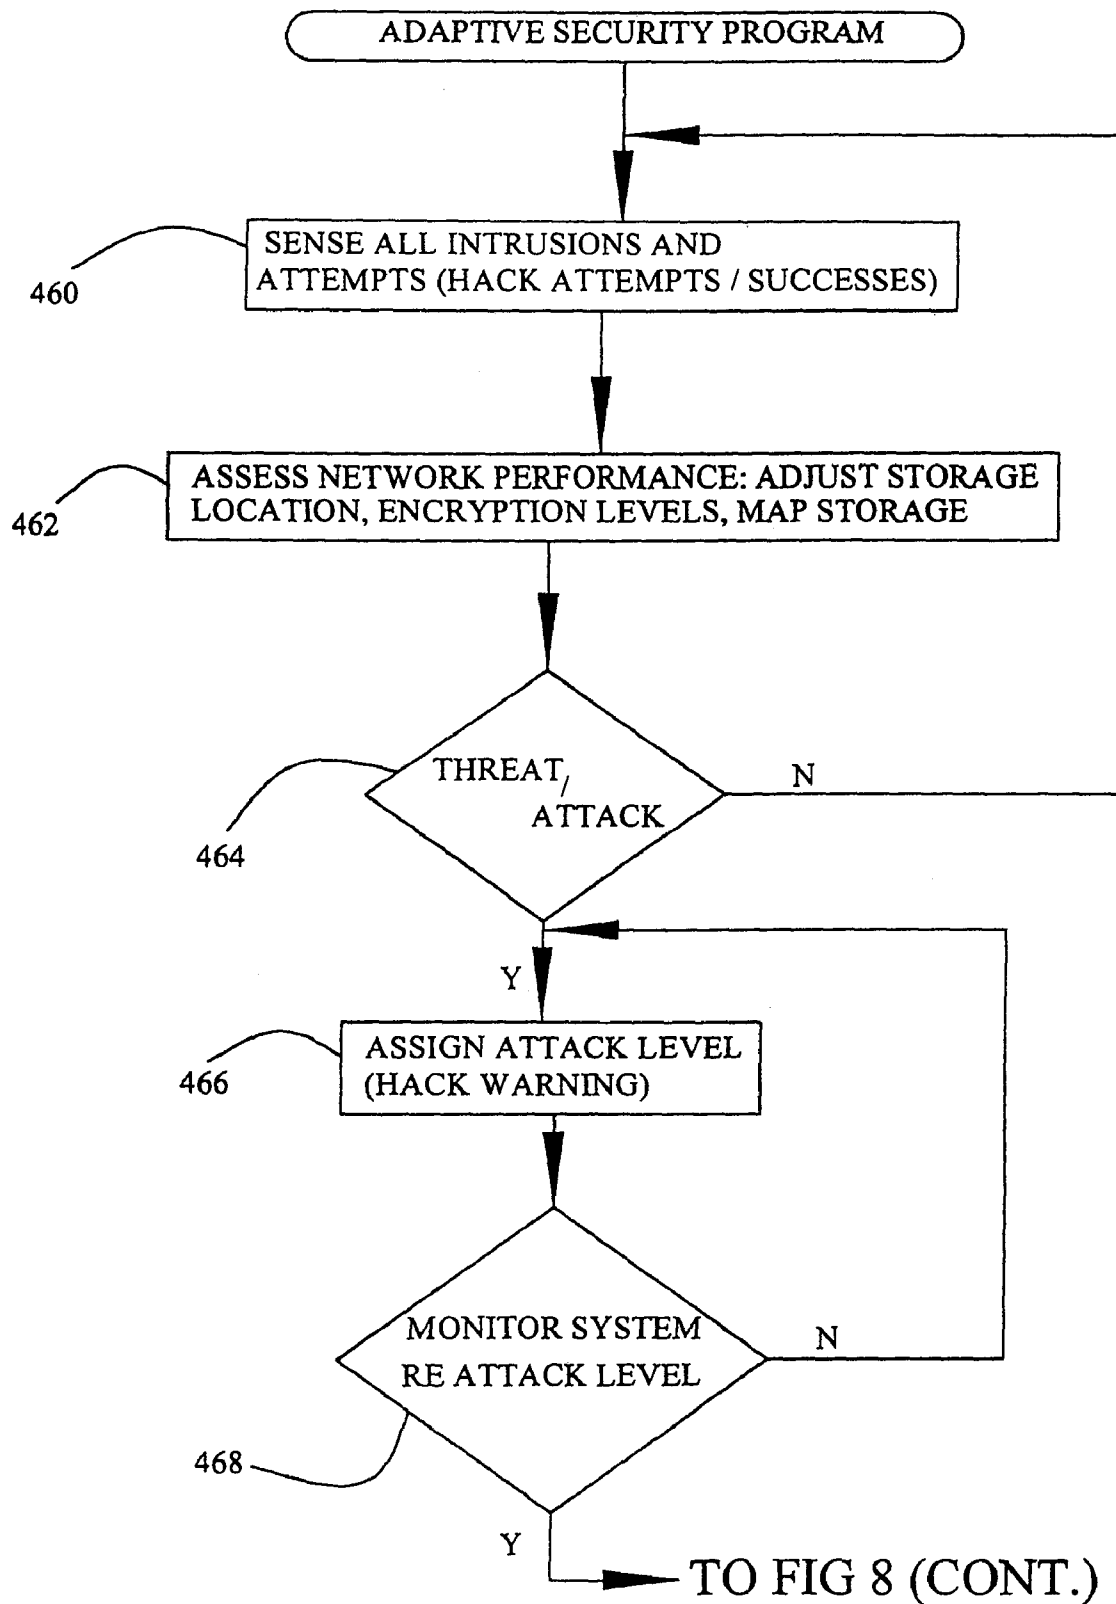 ADAPTIVE SECURITY PROGRAM
SENSE ALL INTRUSIONS AND
ATTEMPTS (HACK ATTEMPTS / SUCCESSES)
460
ASSESS NETWORK PERFORMANCE: ADJUST STORAGE
LOCATION, ENCRYPTION LEVELS, MAP STORAGE
462
THREAT/
ATTACK
N
464
Y
ASSIGN ATTACK LEVEL
(HACK WARNING)
466
MONITOR SYSTEM
RE ATTACK LEVEL
N
468
Y
TO FIG 8 (CONT.)